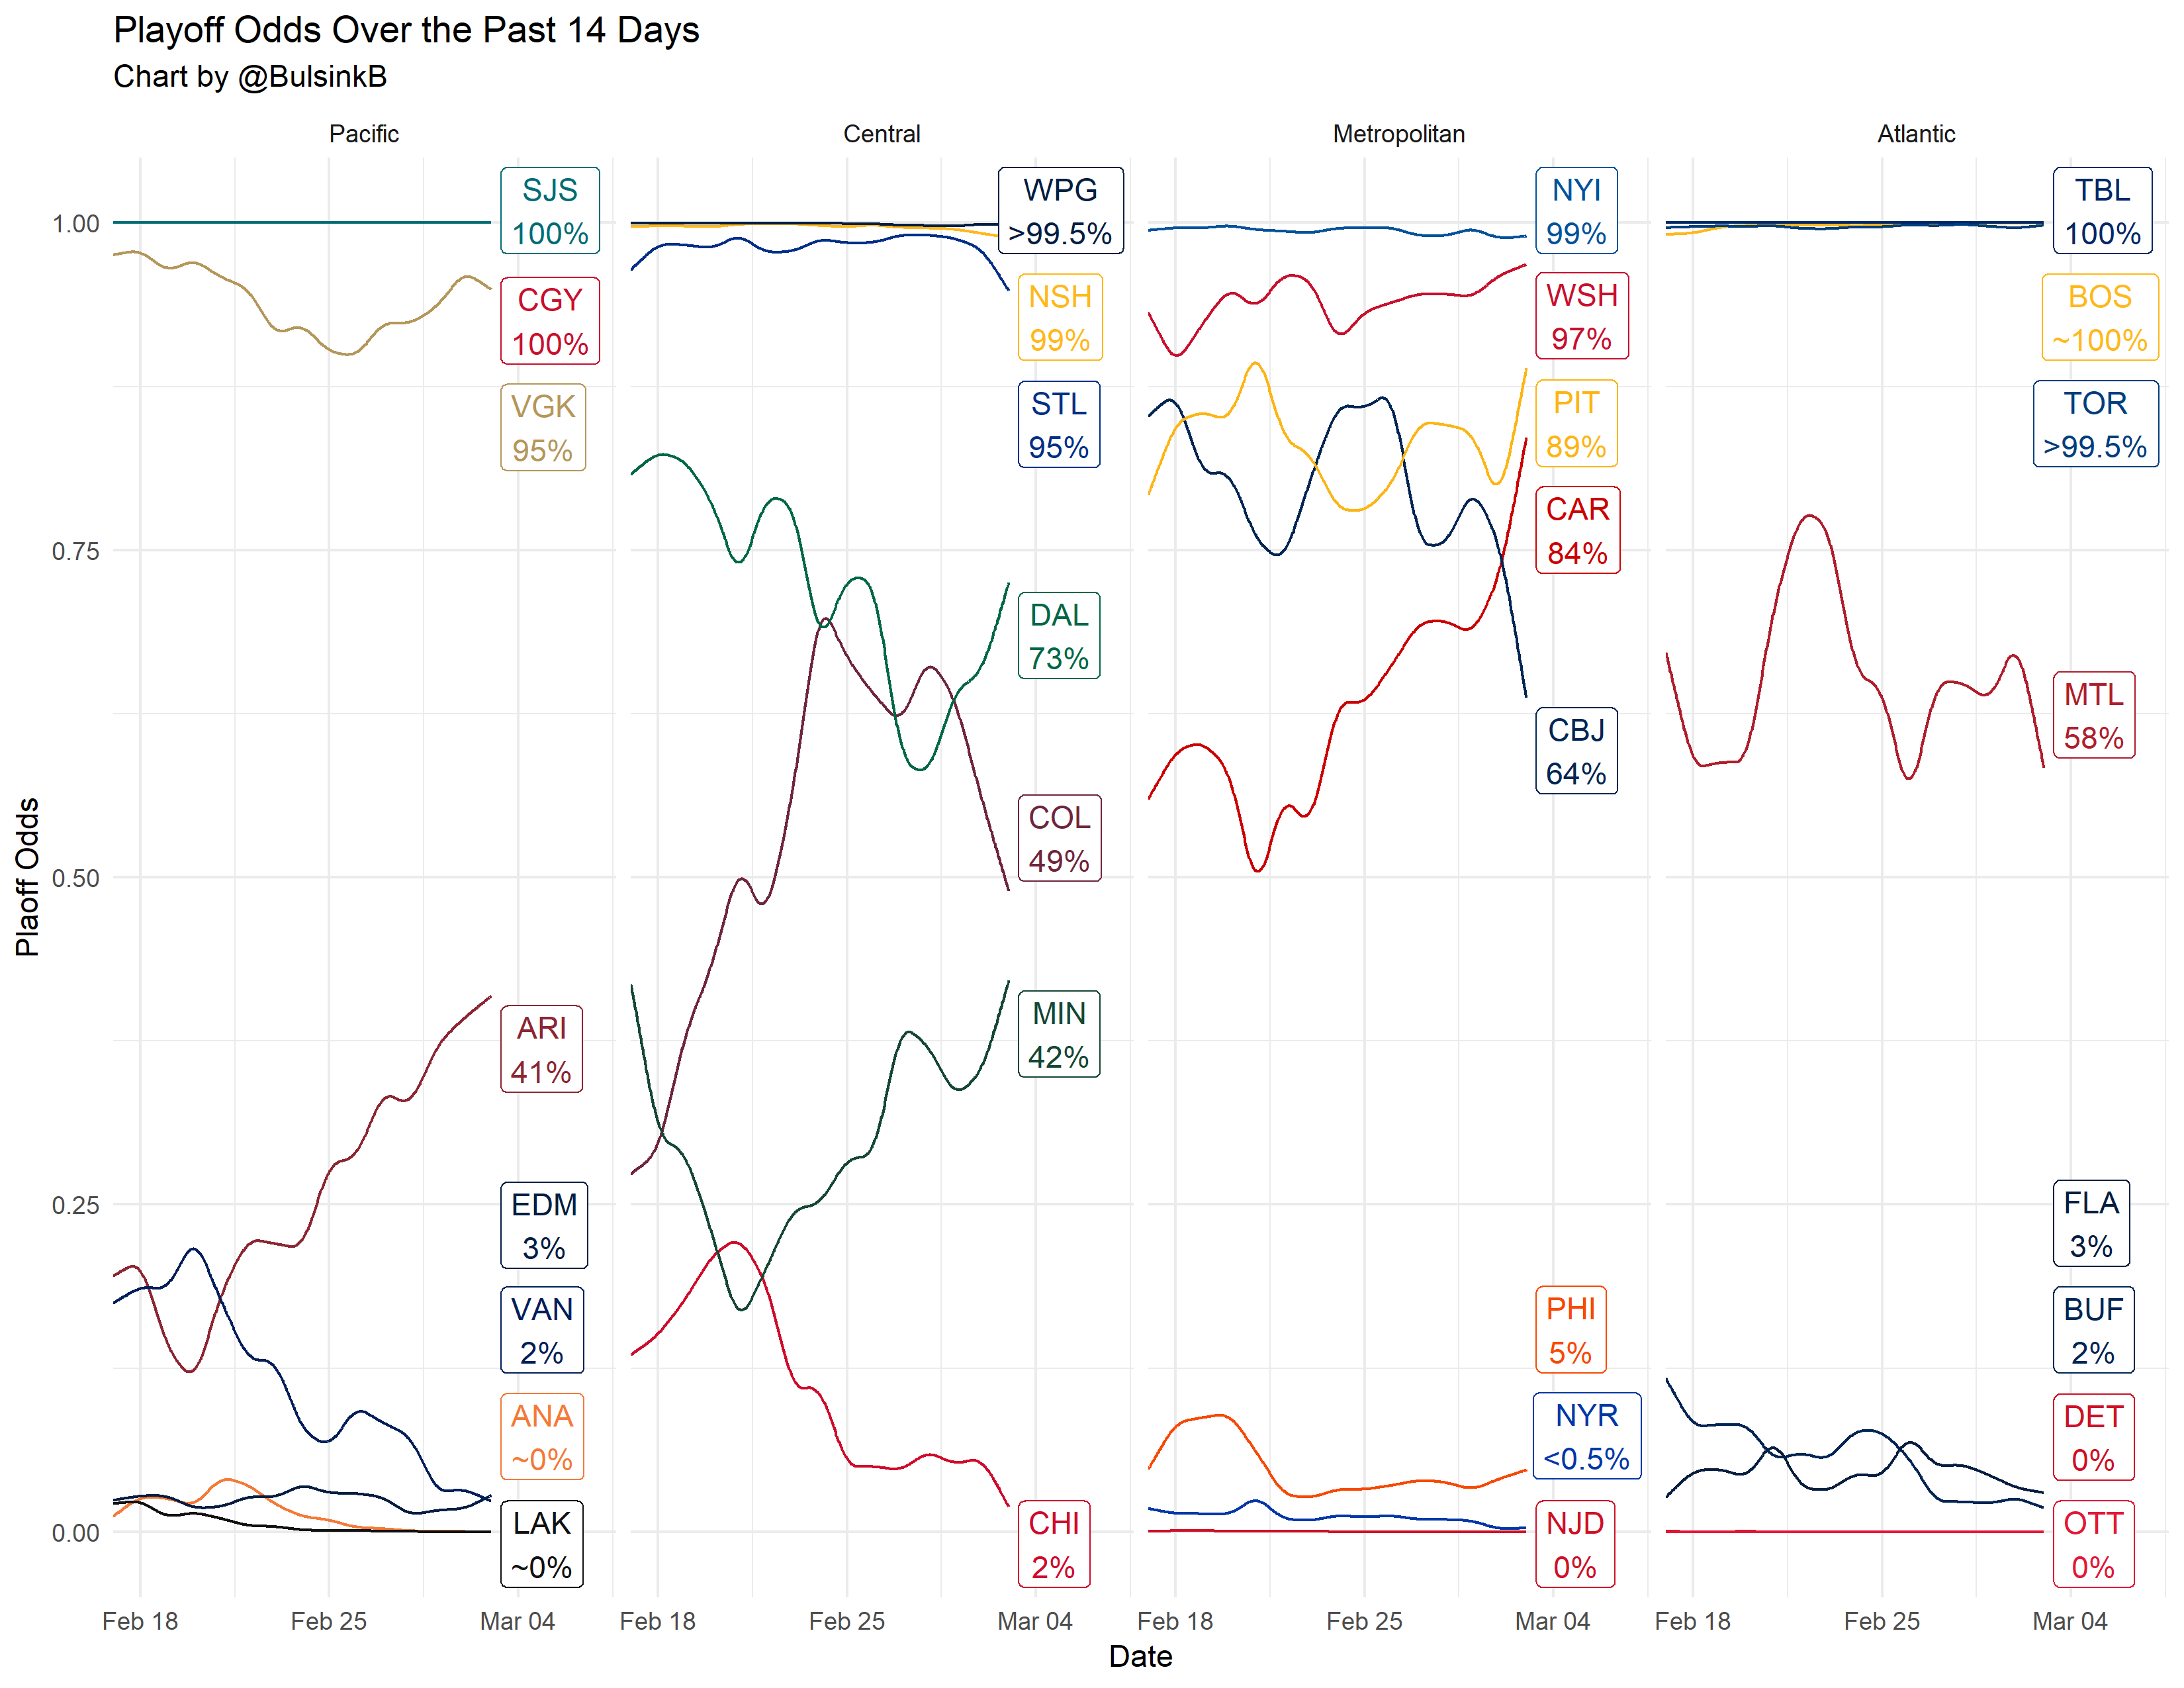 Playoff Odds Over the Past 14 Days
Chart by @BulsinkB
Pacific
Central
Metropolitan
Atlantic
Plaoff Odds
1.00
0.75
0.50
0.25
0.00
SJS
100%
CGY
100%
VGK
95%
ARI
41%
EDM
3%
VAN
2%
ANA
~0%
LAK
~0%
WPG
>99.5%
NSH
99%
STL
95%
DAL
73%
COL
49%
MIN
42%
CHI
2%
NYI
99%
WSH
97%
PIT
89%
CAR
84%
CBJ
64%
PHI
5%
NYR
<0.5%
NJD
0%
TBL
100%
BOS
~100%
TOR
>99.5%
MTL
58%
FLA
3%
BUF
2%
DET
0%
OTT
0%
Feb 18 Feb 25 Mar 04
Feb 18 Feb 25 Mar 04
Feb 18 Feb 25 Mar 04
Feb 18 Feb 25 Mar 04
Date